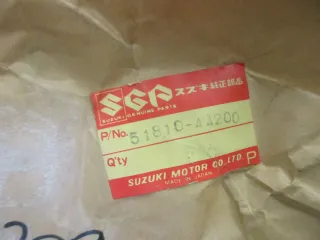 SGP スズキ純正部品
SUZUKI GENUINE PARTS
P/No. 51810-44200
Q'ty P
SUZUKI MOTOR CO.,LTD.
MADE IN JAPAN